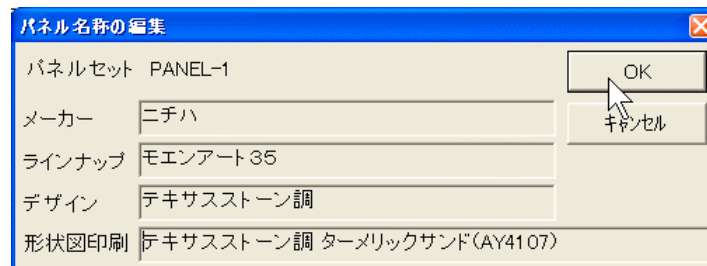 パネル名称の編集
パネルセット PANEL-1
OK
メーカー ニチハ
キャンセル
ラインナップ モエンアート35
デザイン テキサスストーン調
形状図印刷 テキサスストーン調 ターメリックサンド(AY4107)